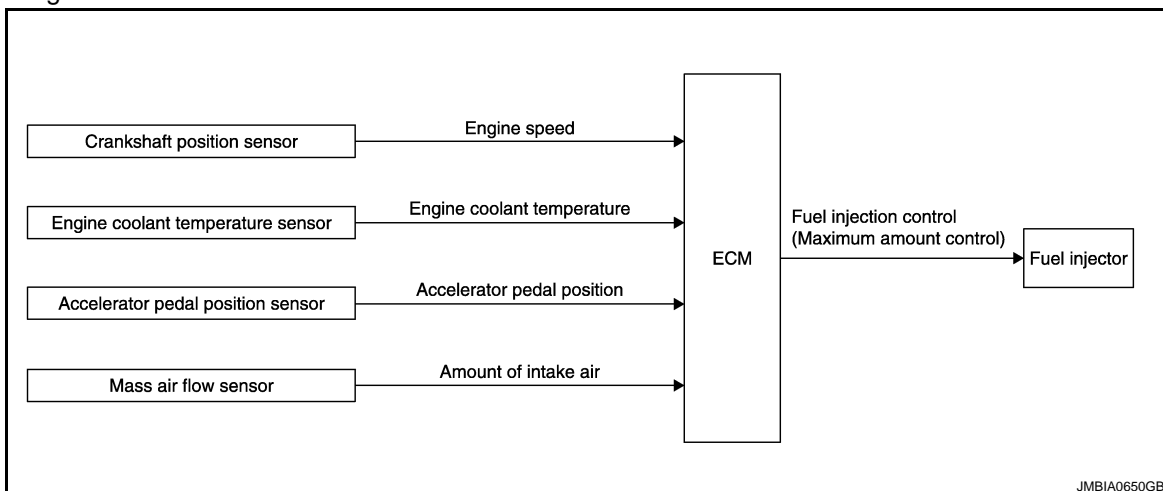 Crankshaft position sensor
Engine speed
Engine coolant temperature sensor
Engine coolant temperature
Accelerator pedal position sensor
Accelerator pedal position
Mass air flow sensor
Amount of intake air
ECM
Fuel injection control
(Maximum amount control)
Fuel injector
JMBIA0650GB